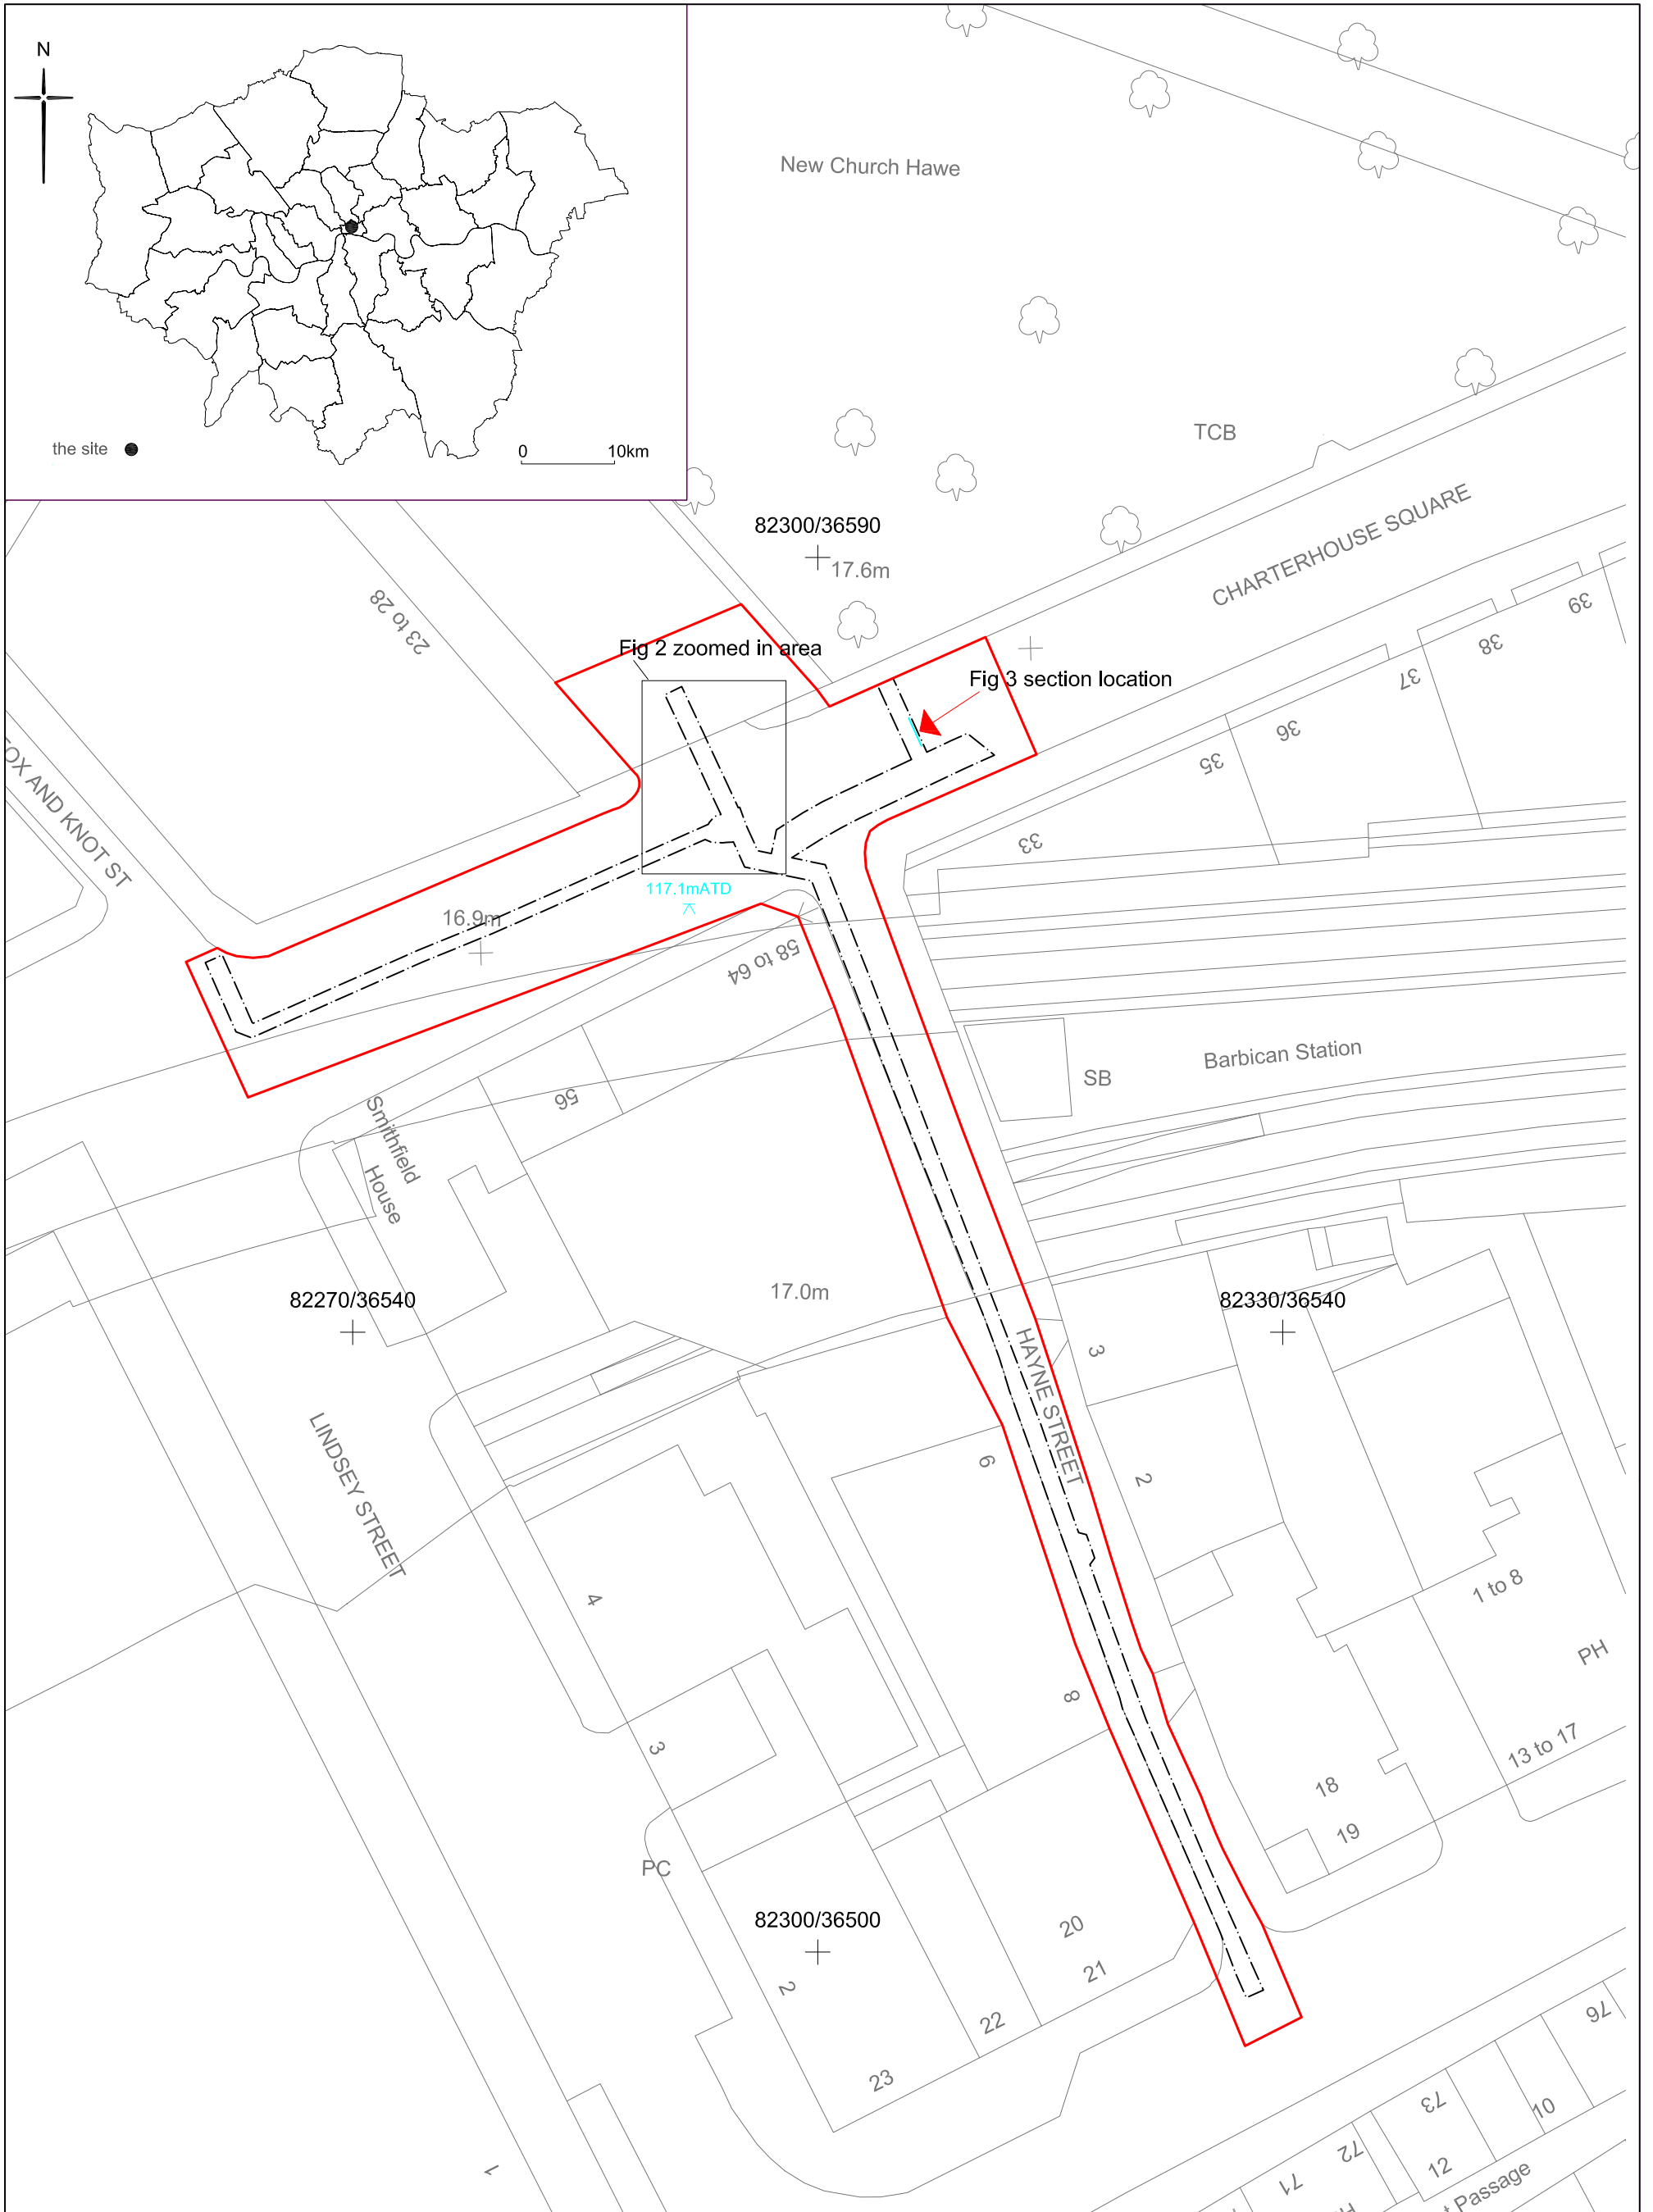 N
the site
0
10km
New Church Hawe
TCB
82300/36590
17.6m
CHARTERHOUSE SQUARE
23 to 28
Fig 2 zoomed in area
Fig 3 section location
39
38
37
36
35
33
OX AND KNOT ST
117.1mATD
16.9m
58 to 64
Barbican Station
SB
56
Smithfield
House
17.0m
82270/36540
82330/36540
HAYNE STREET
3
2
6
LINDSEY STREET
4
1 to 8
PH
8
3
13 to 17
18
19
PC
82300/36500
20
21
2
22
23
76
73
10
72
12
71
1
Passage